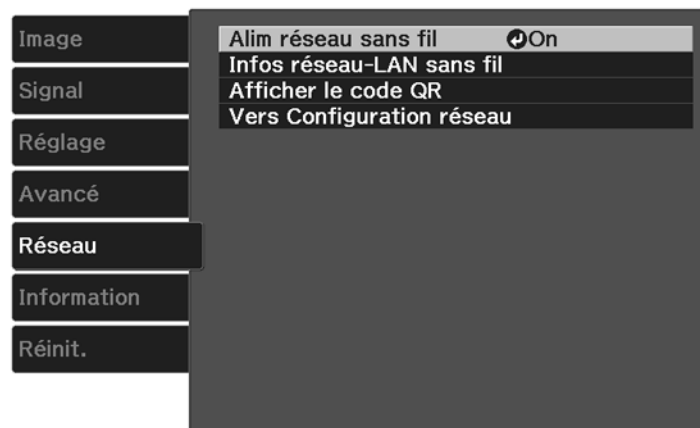 Image
Signal
Réglage
Avancé
Réseau
Information
Réinit.
Alim réseau sans fil On
Infos réseau-LAN sans fil
Afficher le code QR
Vers Configuration réseau